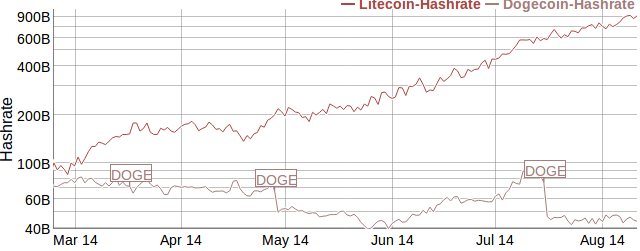 Litecoin-Hashrate Dogecoin-Hashrate
900B
600B
400B
200B
100B
60B
40B
Hashrate
DOGE
DOGE
DOGE
Mar 14 Apr 14 May 14 Jun 14 Jul 14 Aug 14